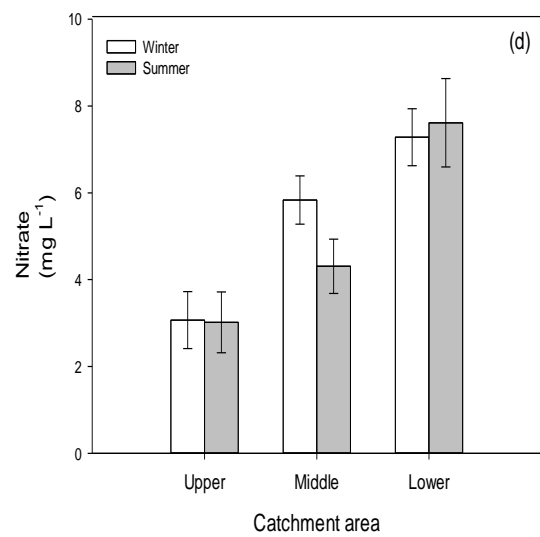 10
(d)
Winter
Summer
8
6
4
2
0
Nitrate
(mg L⁻¹)
Upper Middle Lower
Catchment area